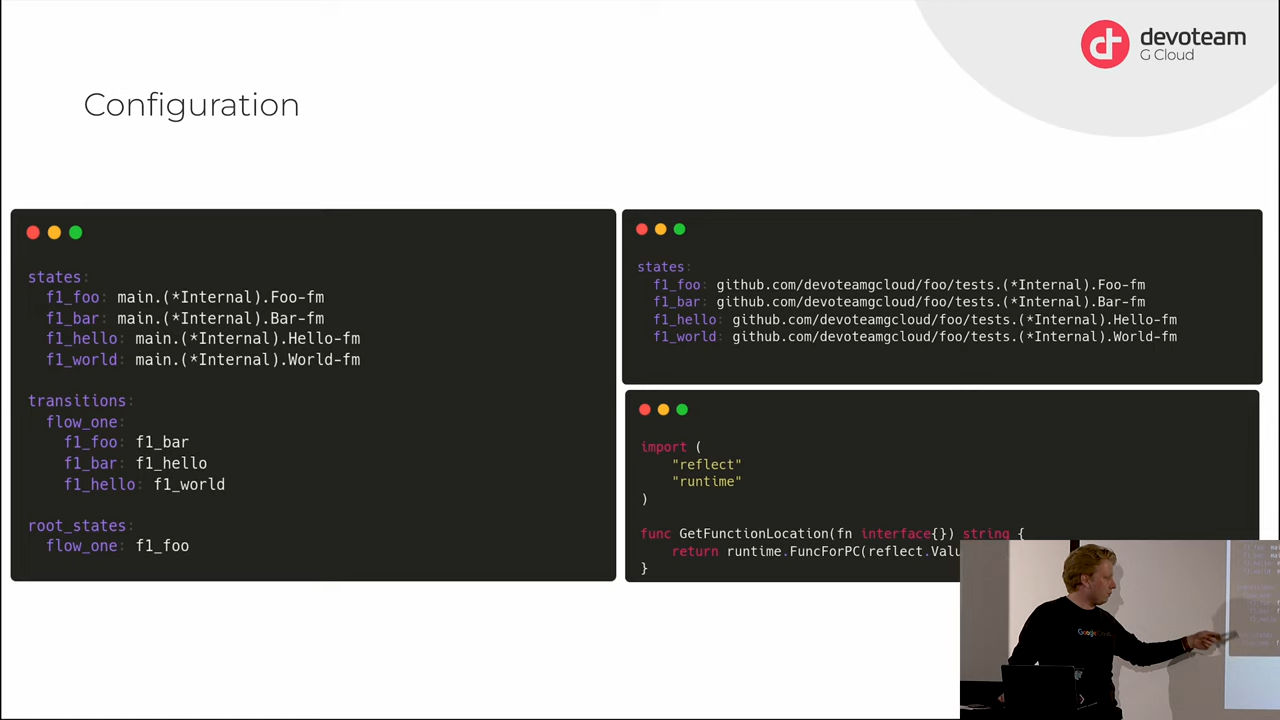 devoteam
G Cloud
Configuration
states:
f1_foo: main.(*Internal).Foo-fm
f1_bar: main.(*Internal).Bar-fm
f1_hello: main.(*Internal).Hello-fm
f1_world: main.(*Internal).World-fm
transitions:
flow_one:
f1_foo: f1_bar
f1_bar: f1_hello
f1_hello: f1_world
root_states:
flow_one: f1_foo
states:
f1_foo: github.com/devoteamgcloud/foo/tests.(*Internal).Foo-fm
f1_bar: github.com/devoteamgcloud/foo/tests.(*Internal).Bar-fm
f1_hello: github.com/devoteamgcloud/foo/tests.(*Internal).Hello-fm
f1_world: github.com/devoteamgcloud/foo/tests.(*Internal).World-fm
import (
"reflect"
"runtime"
)
func GetFunctionLocation(fn interface{}) string {
return runtime.FuncForPC(reflect.Valu
}
Google Cloud